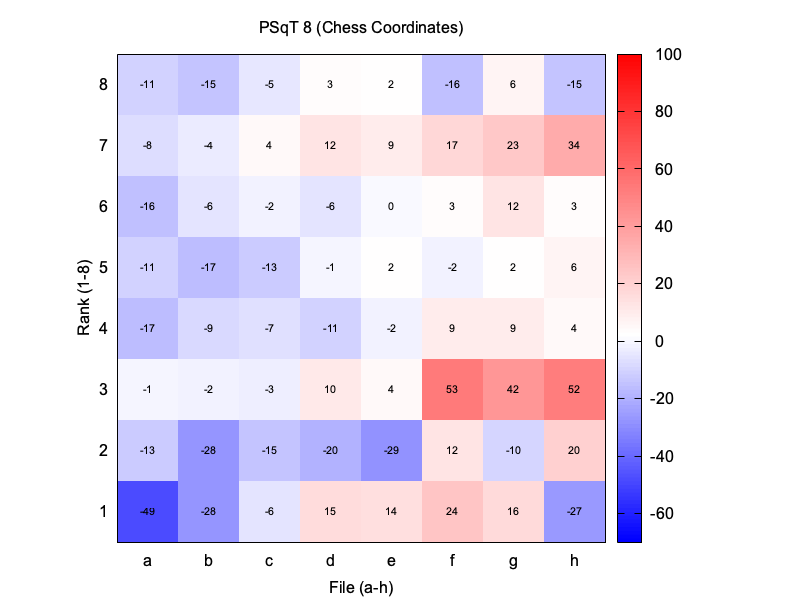 PSqT 8 (Chess Coordinates)
100
8 -11 -15 -5 3 2 -16 6 -15
80
7 -8 -4 4 12 9 17 23 34
60
6 -16 -6 -2 -6 0 3 12 3
40
5 -11 -17 -13 -1 2 -2 2 6
20
Rank (1-8)
4 -17 -9 -7 -11 -2 9 9 4
0
3 -1 -2 -3 10 4 53 42 52
-20
2 -13 -28 -15 -20 -29 12 -10 20
-40
1 -49 -28 -6 15 14 24 16 -27
-60
a b c d e f g h
File (a-h)